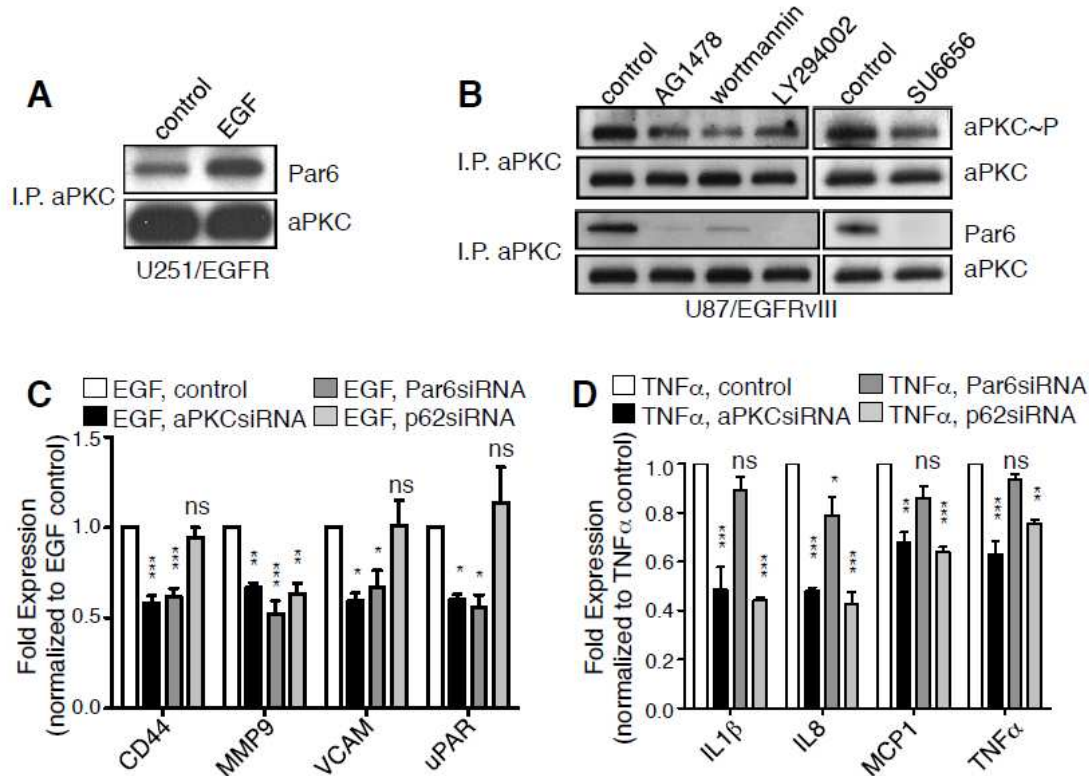 A
control EGF
I.P. aPKC
Par6
aPKC
U251/EGFR
B
control AG1478 wortmannin LY294002 control SU6656
I.P. aPKC
aPKC~P
aPKC
I.P. aPKC
Par6
aPKC
U87/EGFRvIII
C
EGF, control EGF, Par6siRNA
EGF, aPKCsiRNA EGF, p62siRNA
Fold Expression
(normalized to EGF control)
1.5
1.0
0.5
0.0
*** *** ns
** *** **
* * ns
* * ns
CD44 MMP9 VCAM uPAR
D
TNFα, control TNFα, Par6siRNA
TNFα, aPKCsiRNA TNFα, p62siRNA
Fold Expression
(normalized to TNFα control)
1.0
0.8
0.6
0.4
0.2
0.0
*** ns ***
*** * ***
** ns ***
*** ns **
IL1β IL8 MCP1 TNFα